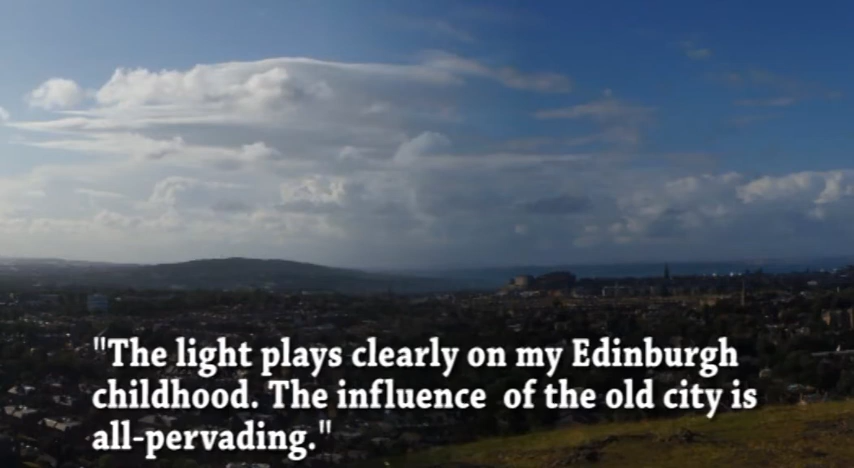 "The light plays clearly on my Edinburgh
childhood. The influence  of the old city is
all-pervading."